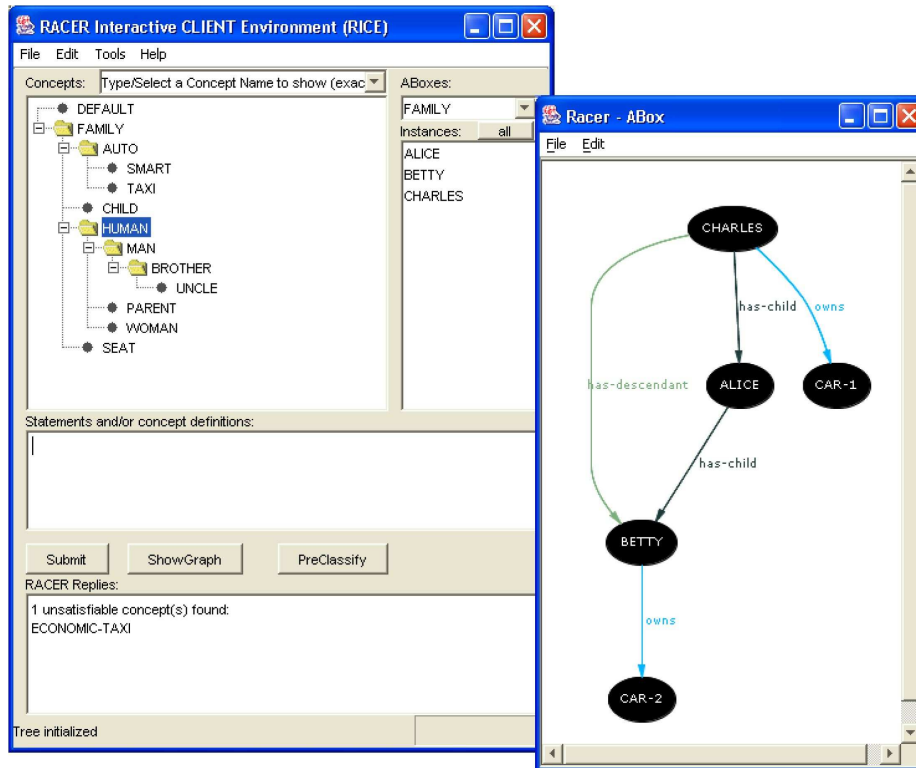 RACER Interactive CLIENT Environment (RICE)
File Edit Tools Help
Concepts: Type/Select a Concept Name to show (exac
DEFAULT
FAMILY
AUTO
SMART
TAXI
CHILD
HUMAN
MAN
BROTHER
UNCLE
PARENT
WOMAN
SEAT
ABoxes:
FAMILY
Instances: all
ALICE
BETTY
CHARLES
Statements and/or concept definitions:
Submit ShowGraph PreClassify
RACER Replies:
1 unsatisfiable concept(s) found:
ECONOMIC-TAXI
Tree initialized
Racer - ABox
File Edit
CHARLES
has-child owns
has-descendant ALICE CAR-1
has-child
BETTY
owns
CAR-2